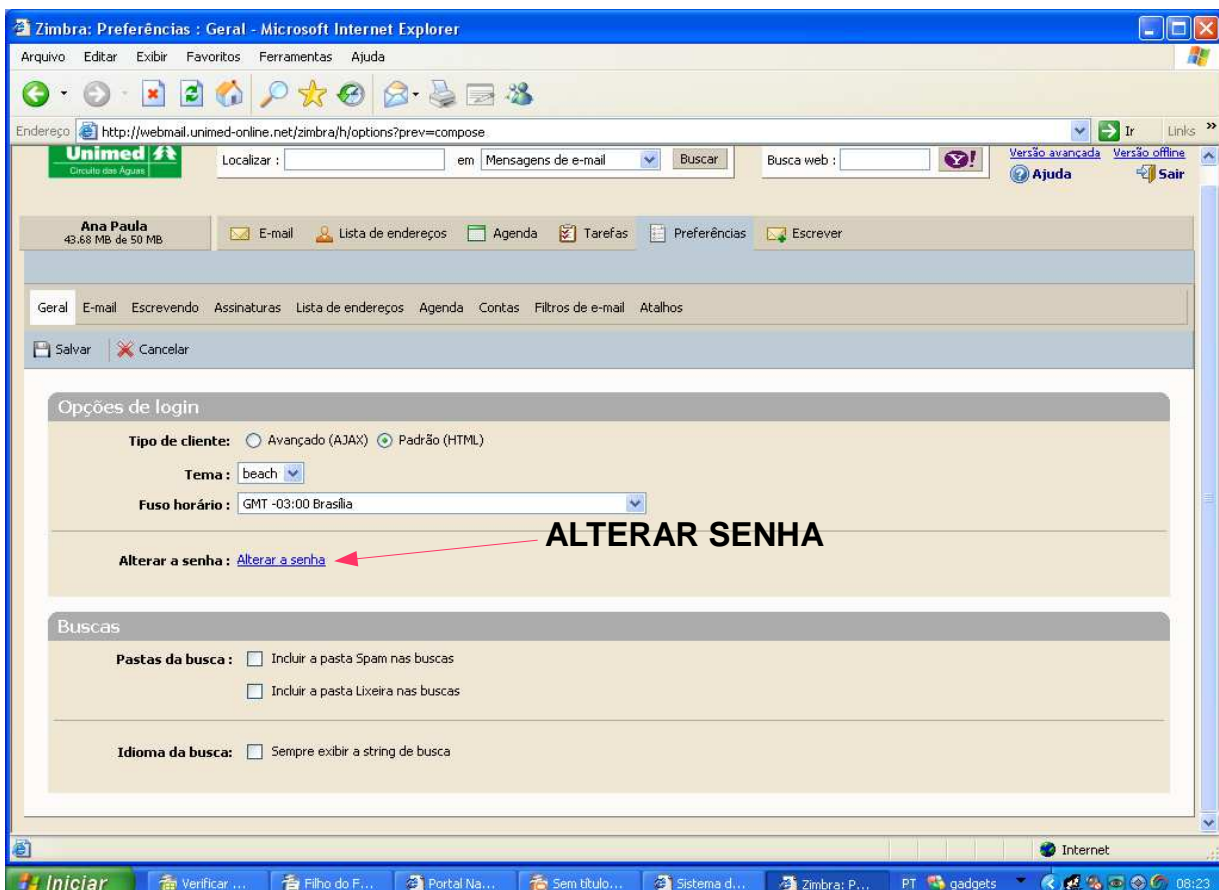 Zimbra: Preferências : Geral - Microsoft Internet Explorer
Arquivo Editar Exibir Favoritos Ferramentas Ajuda
Endereço http://webmail.unimed-online.net/zimbra/h/options?prev=compose Ir Links »
Unimed Localizar : em Mensagens de e-mail Buscar Busca web : Y! Versão avançada Versão offline
Circuito das Águas Ajuda Sair
Ana Paula
43.68 MB de 50 MB
E-mail Lista de endereços Agenda Tarefas Preferências Escrever
Geral E-mail Escrevendo Assinaturas Lista de endereços Agenda Contas Filtros de e-mail Atalhos
Salvar Cancelar
Opções de login
Tipo de cliente: Avançado (AJAX) Padrão (HTML)
Tema : beach
Fuso horário : GMT -03:00 Brasília
ALTERAR SENHA
Alterar a senha : Alterar a senha
Buscas
Pastas da busca : Incluir a pasta Spam nas buscas
Incluir a pasta Lixeira nas buscas
Idioma da busca: Sempre exibir a string de busca
Internet
Iniciar Verificar ... Filho do F... Portal Na... Sem título... Sistema d... Zimbra: P... PT gadgets 08:23